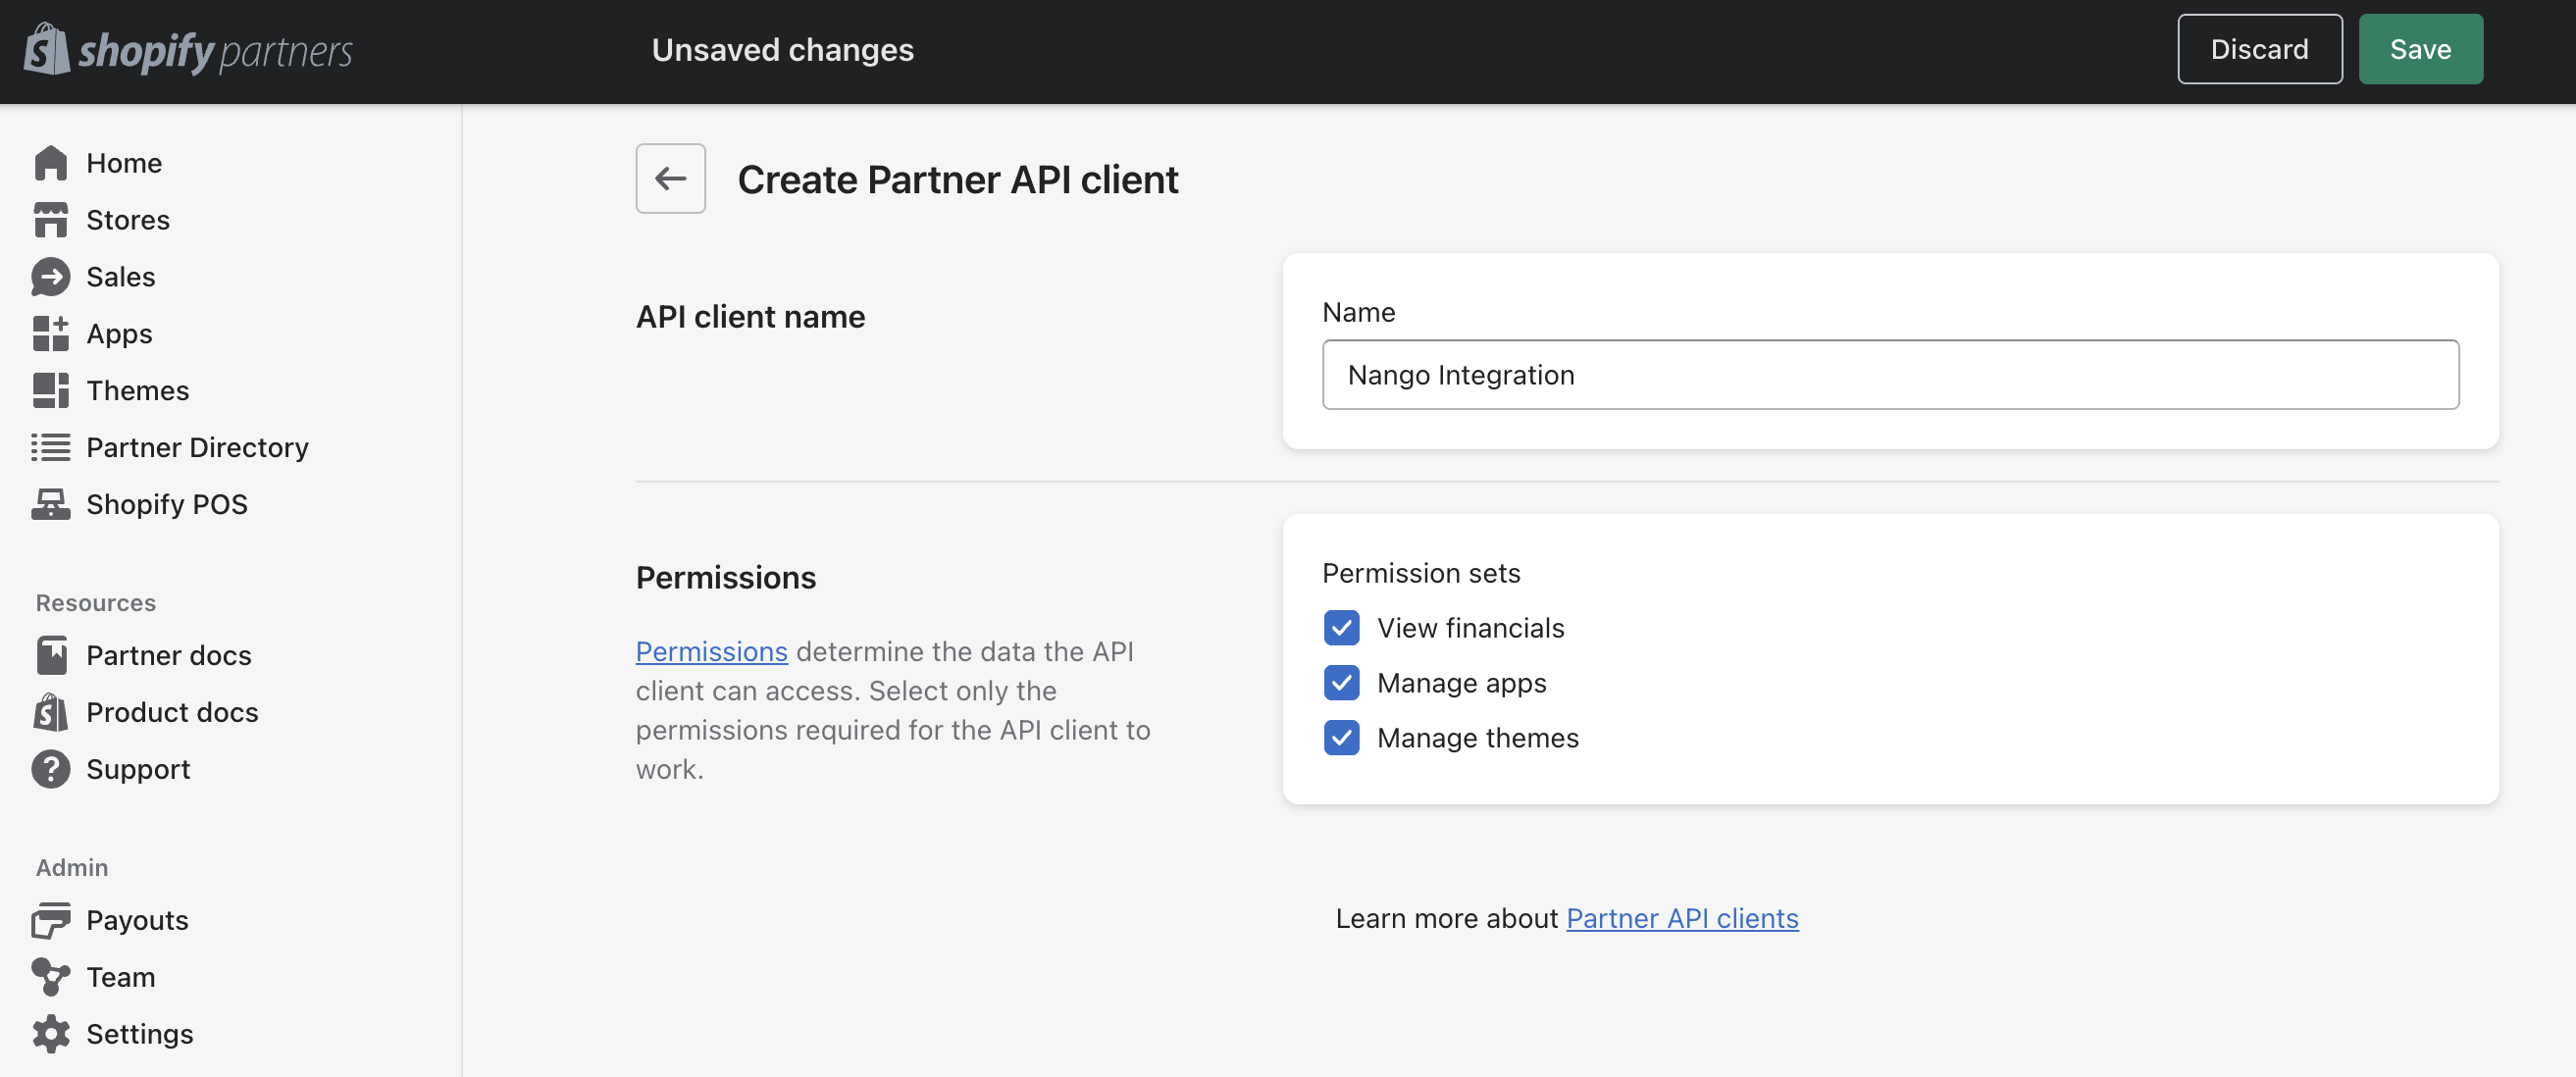 shopify partners
Unsaved changes
Discard
Save
Home
Stores
Sales
Apps
Themes
Partner Directory
Shopify POS
Resources
Partner docs
Product docs
Support
Admin
Payouts
Team
Settings
Create Partner API client
API client name
Name
Nango Integration
Permissions
Permissions determine the data the API
client can access. Select only the
permissions required for the API client to
work.
Permission sets
View financials
Manage apps
Manage themes
Learn more about Partner API clients